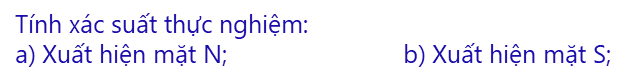 Tính xác suất thực nghiệm:
a) Xuất hiện mặt N; b) Xuất hiện mặt S;